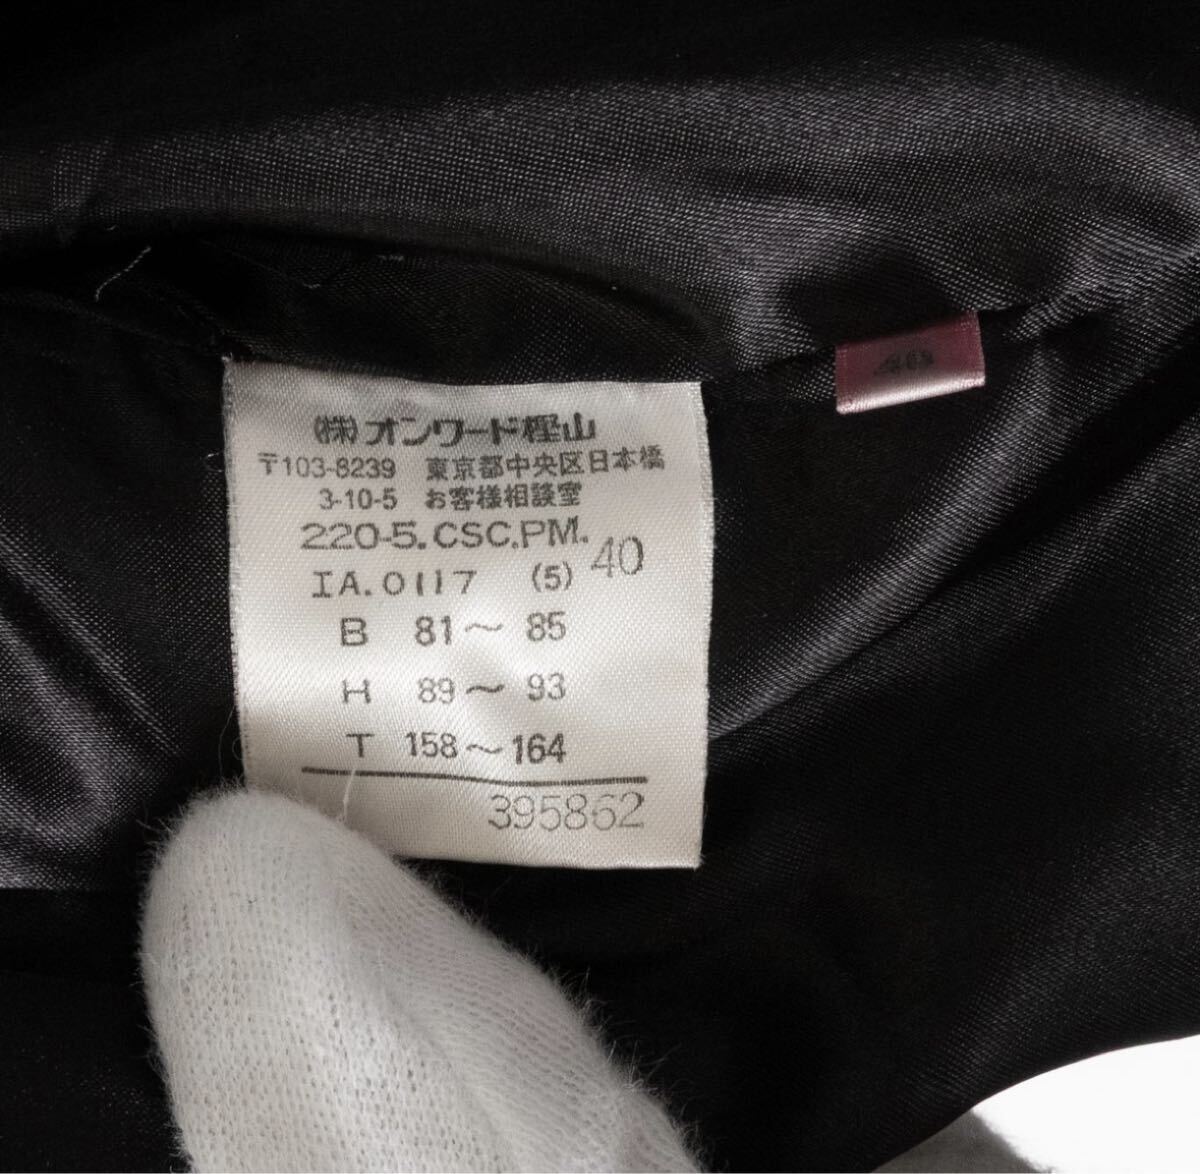 (株)オンワード樫山
〒103-8239 東京都中央区日本橋
3-10-5 お客様相談室
220-5.CSC.PM.
IA.0117 (5) 40
B 81～85
H 89～93
T 158～164
395862